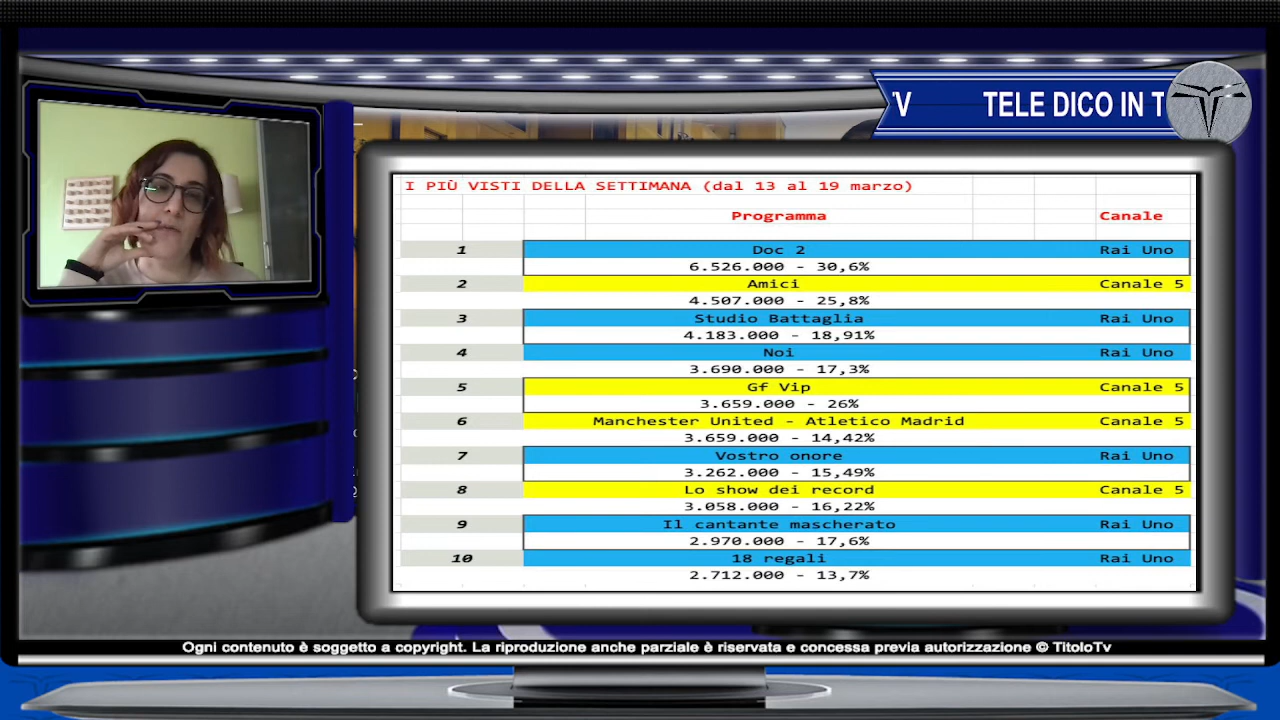 'V TELE DICO IN T
I PIÙ VISTI DELLA SETTIMANA (dal 13 al 19 marzo)
Programma Canale
1 Doc 2 Rai Uno
6.526.000 - 30,6%
2 Amici Canale 5
4.507.000 - 25,8%
3 Studio Battaglia Rai Uno
4.183.000 - 18,91%
4 Noi Rai Uno
3.690.000 - 17,3%
5 Gf Vip Canale 5
3.659.000 - 26%
6 Manchester United - Atletico Madrid Canale 5
3.659.000 - 14,42%
7 Vostro onore Rai Uno
3.262.000 - 15,49%
8 Lo show dei record Canale 5
3.058.000 - 16,22%
9 Il cantante mascherato Rai Uno
2.970.000 - 17,6%
10 18 regali Rai Uno
2.712.000 - 13,7%
Ogni contenuto è soggetto a copyright. La riproduzione anche parziale è riservata e concessa previa autorizzazione © TitoloTv